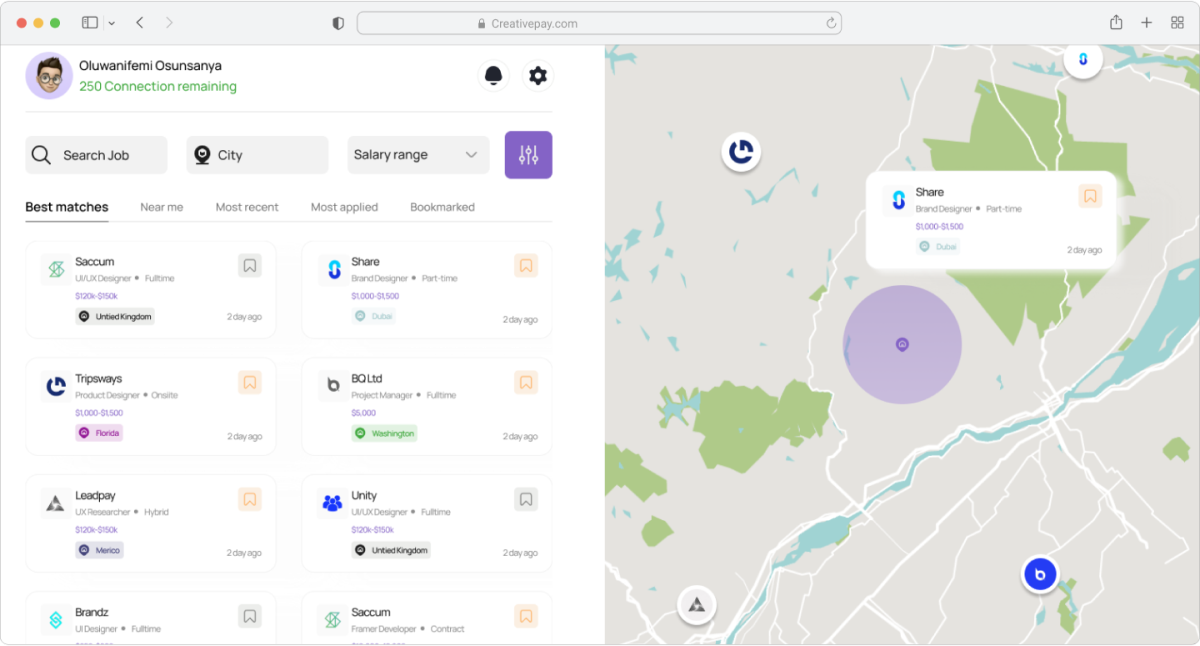 Creativepay.com
Oluwanifemi Osunsanya
250 Connection remaining
Search Job
City
Salary range
Best matches
Near me
Most recent
Most applied
Bookmarked
Saccum
UI/UX Designer • Fulltime
$120k-$150k
Untied Kingdom
2 day ago
Share
Brand Designer • Part-time
$1,000-$1,500
Dubai
2 day ago
Tripsways
Product Designer • Onsiite
$1,000-$1,500
Florida
2 day ago
BQ Ltd
Project Manager • Fulltime
$5,000
Washington
2 day ago
Leadpay
UX Researcher • Hybrid
$120k-$150k
Merico
2 day ago
Unity
UI/UX Designer • Fulltime
$120k-$150k
Untied Kingdom
2 day ago
Brandz
UI Designer • Fulltime
Saccum
Framer Developer • Contract
Share
Brand Designer • Part-time
$1,000-$1,500
Dubai
2 day ago